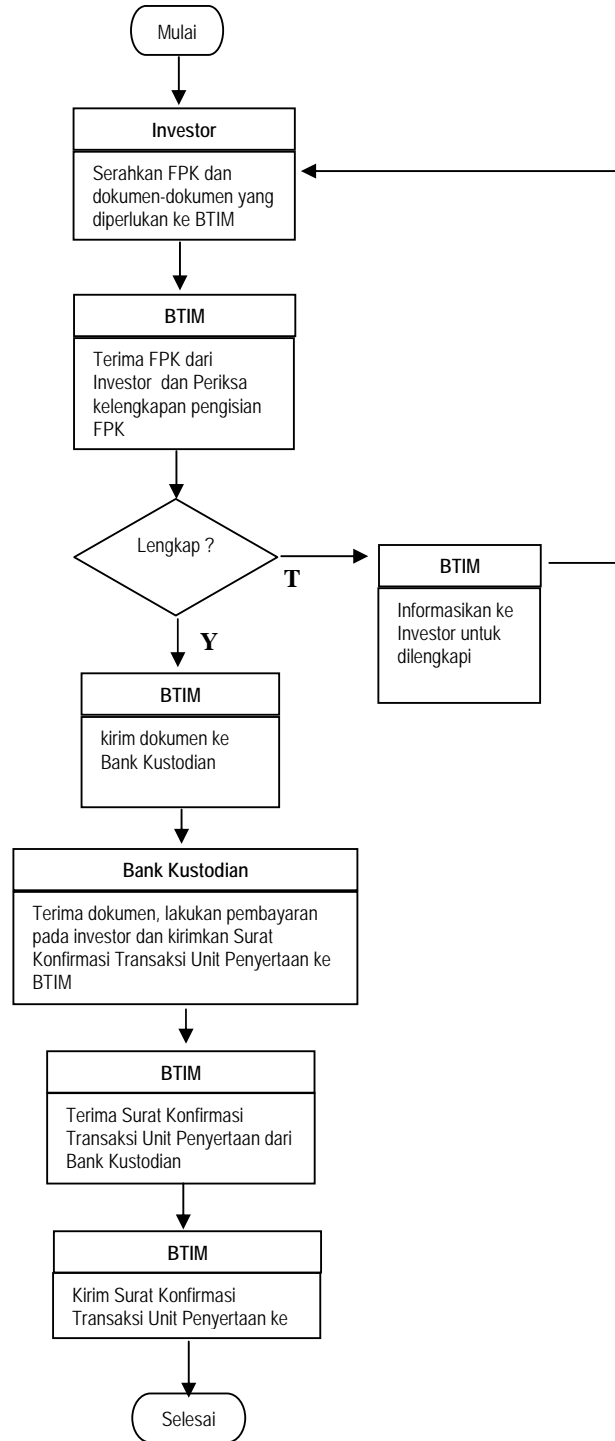 Mulai
Investor
Serahkan FPK dan
dokumen-dokumen yang
diperlukan ke BTIM
BTIM
Terima FPK dari
Investor dan Periksa
kelengkapan pengisian
FPK
Lengkap ?
T
BTIM
Informasikan ke
Investor untuk
dilengkapi
Y
BTIM
kirim dokumen ke
Bank Kustodian
Bank Kustodian
Terima dokumen, lakukan pembayaran
pada investor dan kirimkan Surat
Konfirmasi Transaksi Unit Penyertaan ke
BTIM
BTIM
Terima Surat Konfirmasi
Transaksi Unit Penyertaan dari
Bank Kustodian
BTIM
Kirim Surat Konfirmasi
Transaksi Unit Penyertaan ke
Selesai